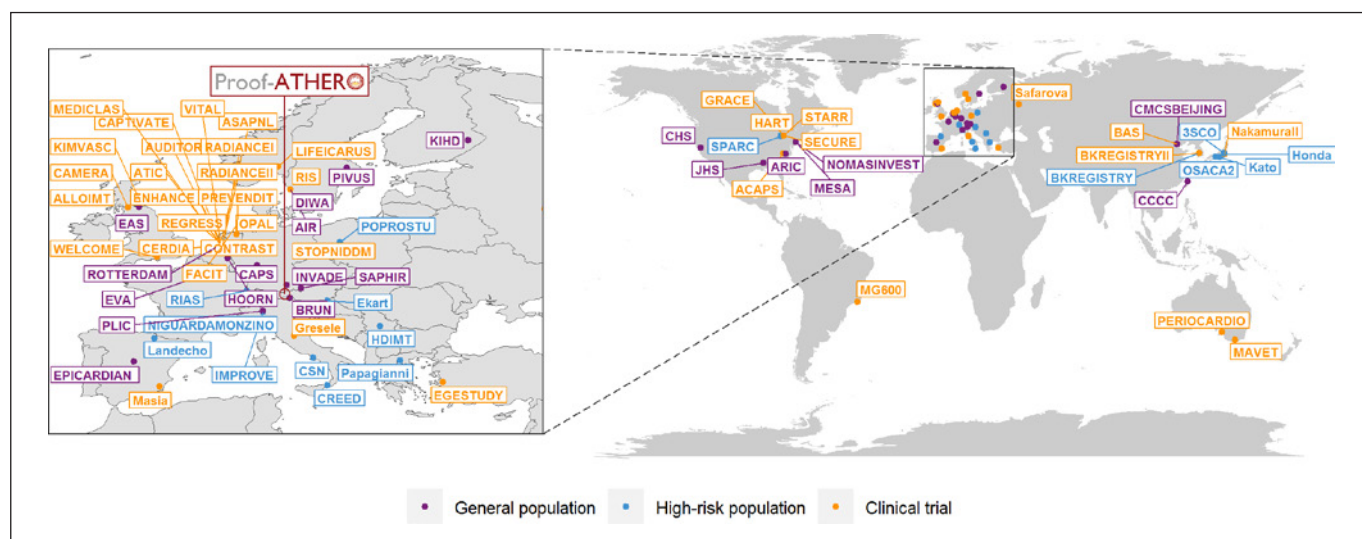 Proof-ATHERO
MEDICLAS
VITAL
CAPTIVATE
ASAPNL
KIMVASC
AUDITOR
RADIANCEI
LIFEICARUS
KIHD
CAMERA
ATIC
RADIANCEII
RIS
PIVUS
ALLOIMT
ENHANCE
PREVENDIT
DIWA
EAS
REGRESS
OPAL
AIR
POPROSTU
WELCOME
CERDIA
CONTRAST
STOPNIDDM
ROTTERDAM
FACIT
CAPS
INVADE
SAPHIR
EVA
RIAS
HOORN
BRUN
Ekart
PLIC
NIGUARDAMONZINO
Gresele
HDIMT
Landecho
EPICARDIAN
IMPROVE
CSN
Papagianni
Masia
CREED
EGESTUDY
GRACE
HART
STARR
CHS
SPARC
SECURE
JHS
ARIC
NOMASINVEST
ACAPS
MESA
Safarova
CMCSBEIJING
BAS
3SCO
NakamuraII
BKREGISTRYII
Honda
BKREGISTRY
OSACA2
Kato
CCCC
MG600
PERIOCARDIO
MAVET
General population
High-risk population
Clinical trial